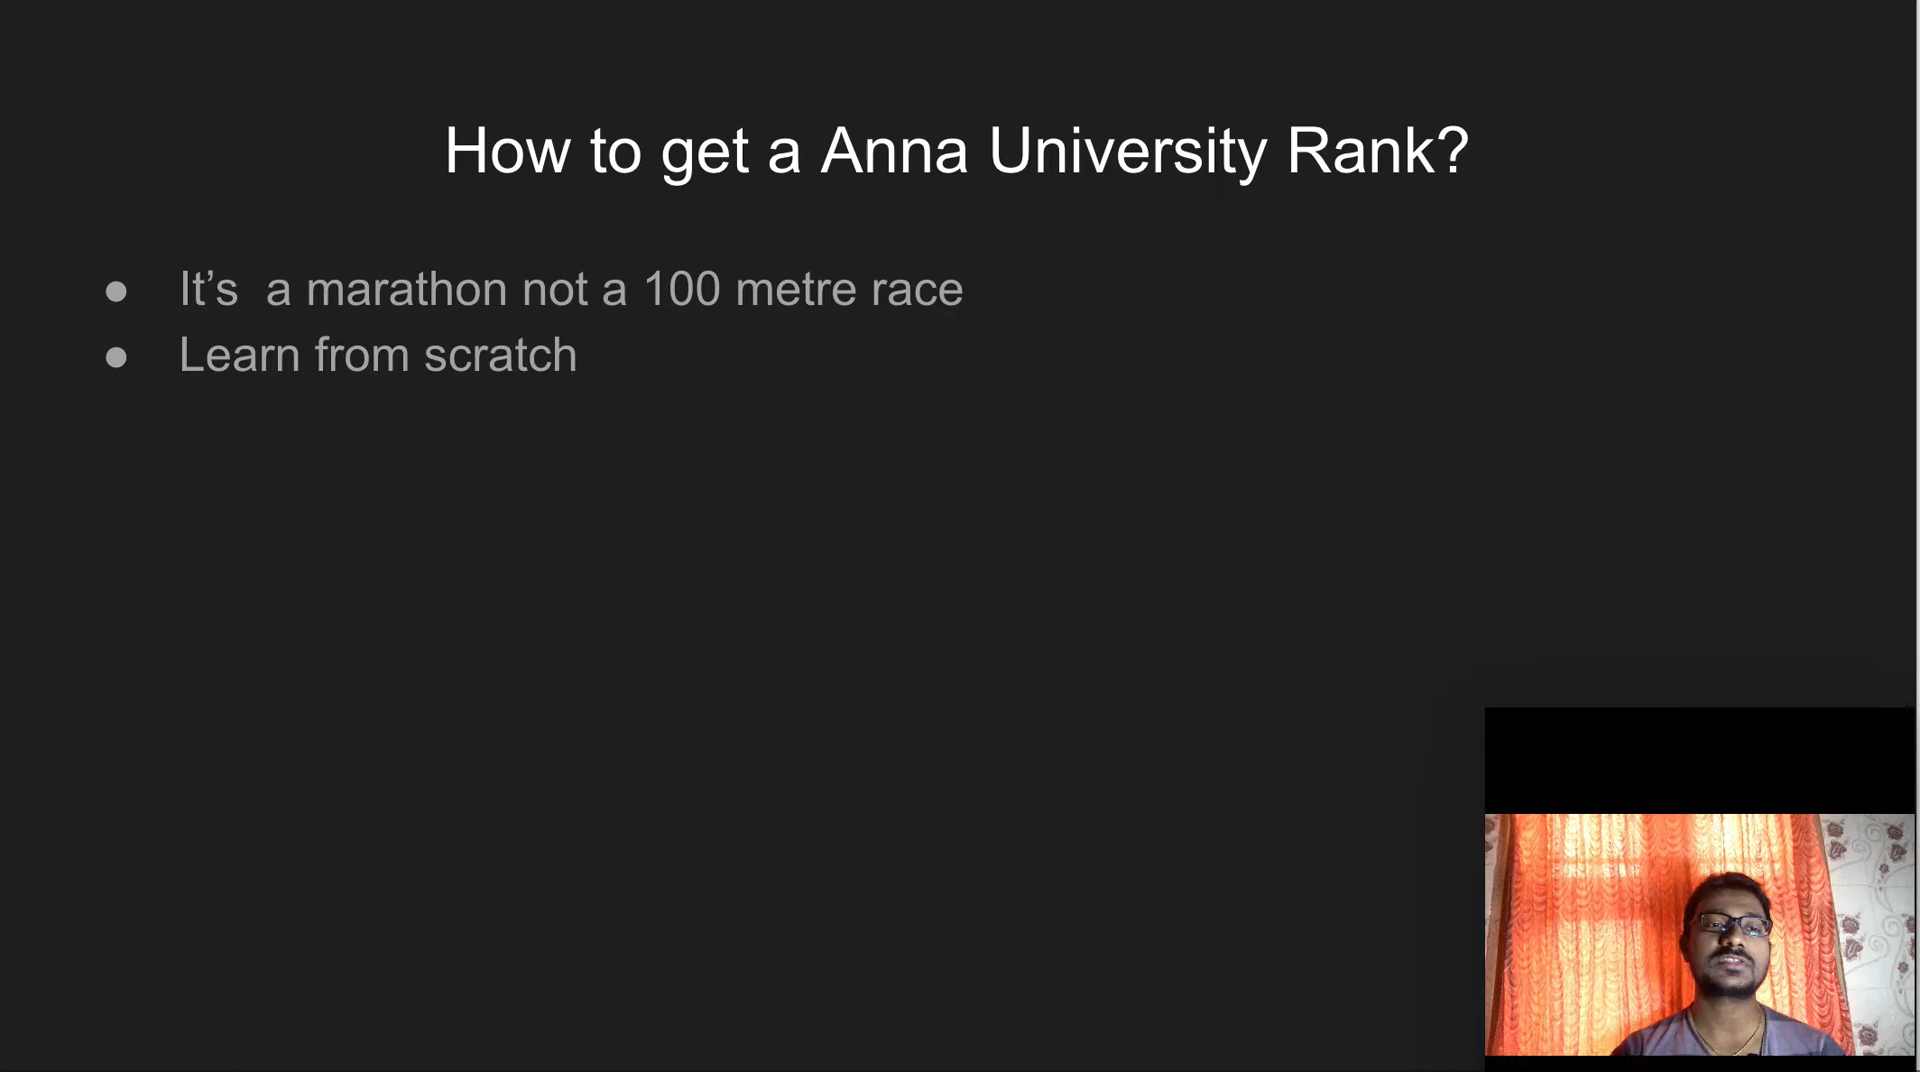 How to get a Anna University Rank?
● It’s  a marathon not a 100 metre race
● Learn from scratch